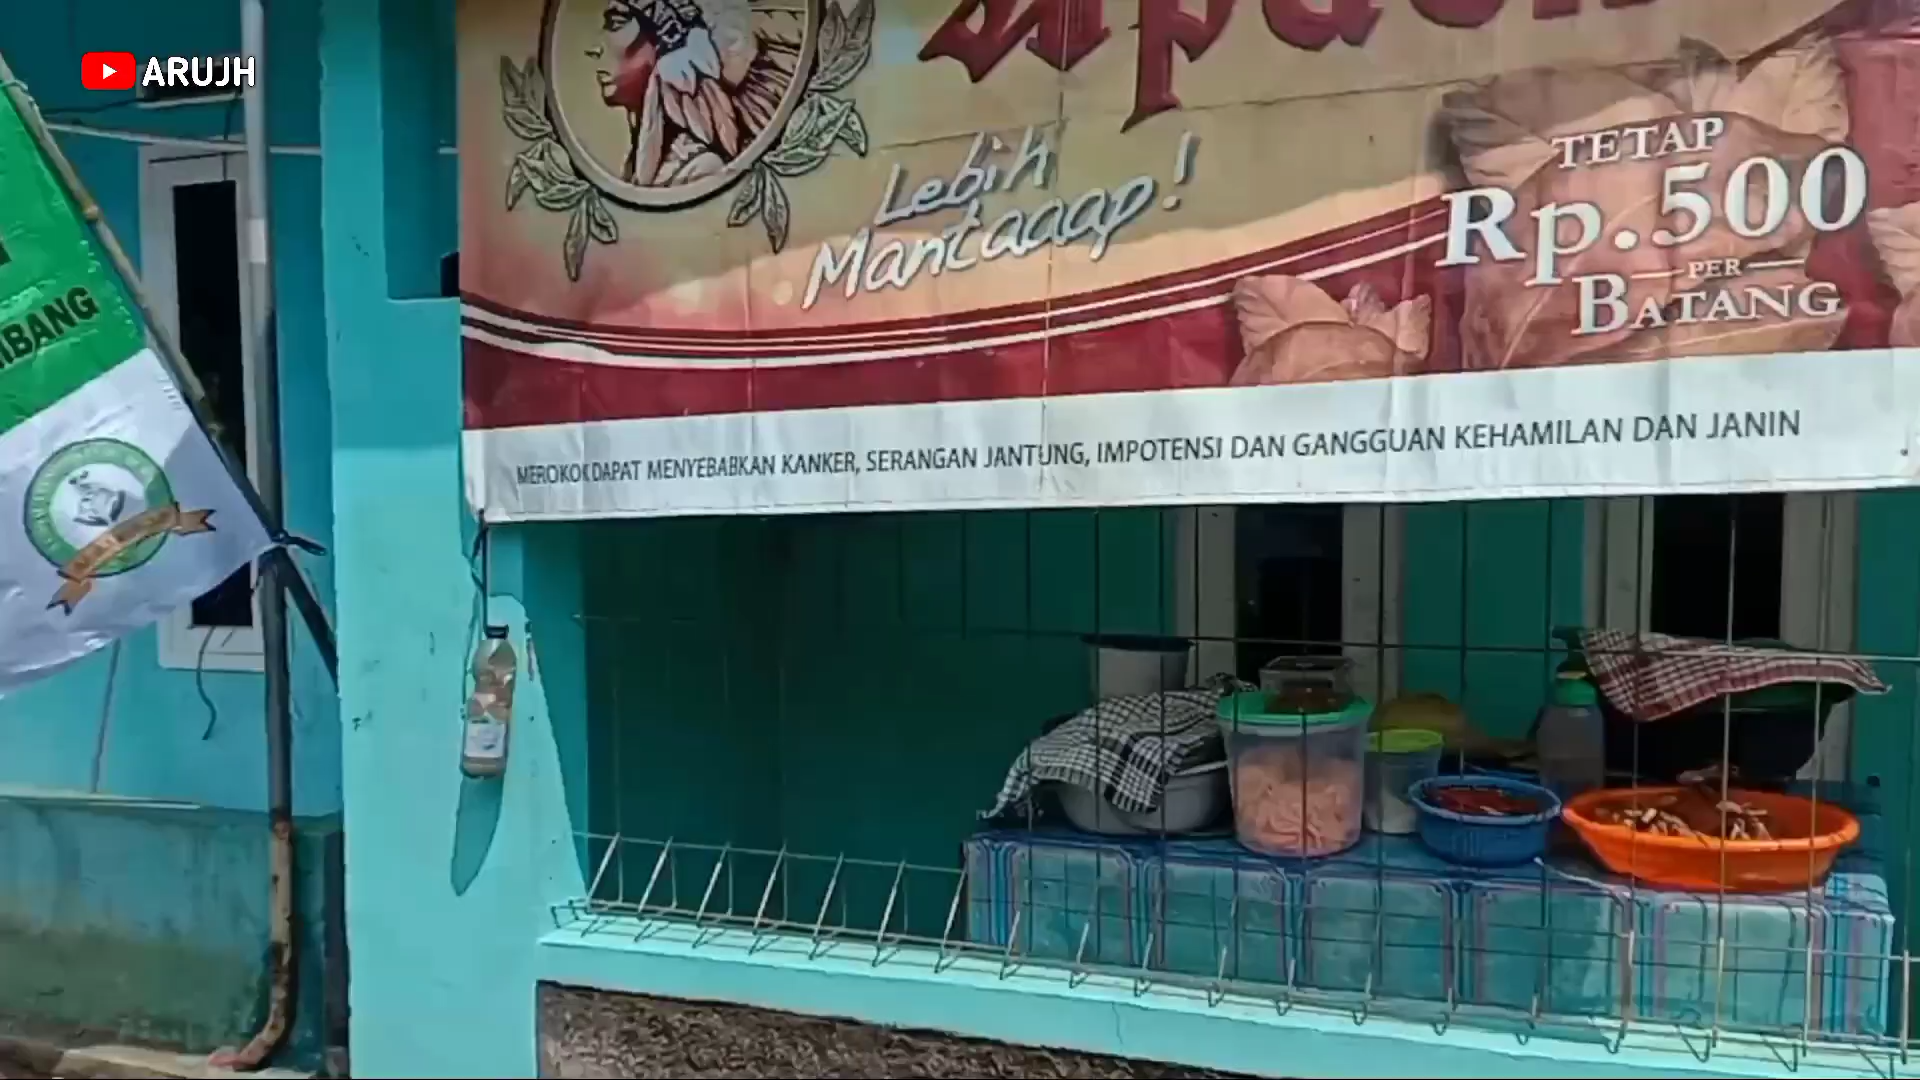 ARUJH
Apach
Lebih
Mantaaap!
TETAP
Rp.500
PER
BATANG
MEROKOK DAPAT MENYEBABKAN KANKER, SERANGAN JANTUNG, IMPOTENSI DAN GANGGUAN KEHAMILAN DAN JANIN